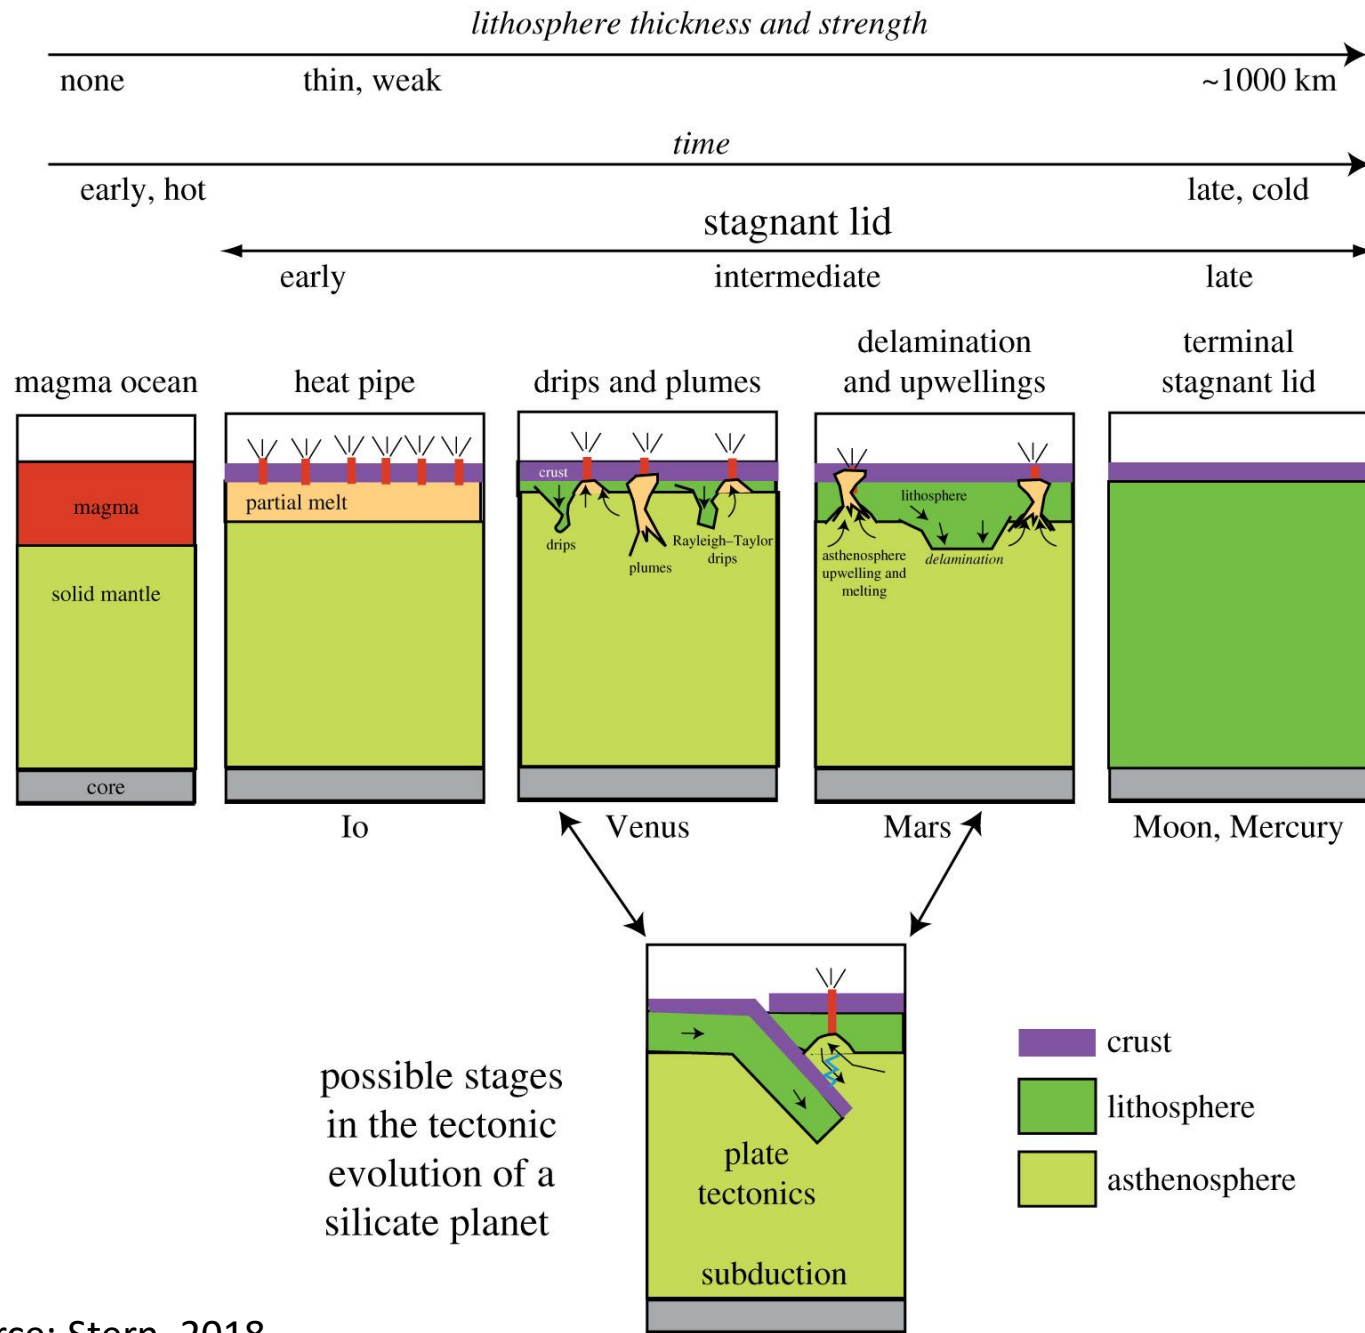 lithosphere thickness and strength
none thin, weak ~1000 km
time
early, hot late, cold
stagnant lid
early intermediate late
magma ocean
heat pipe
drips and plumes
delamination
and upwellings
terminal
stagnant lid
magma
solid mantle
core
partial melt
crust
drips
plumes
Rayleigh–Taylor
drips
lithosphere
asthenosphere
upwelling and
melting
delamination
Io
Venus
Mars
Moon, Mercury
possible stages
in the tectonic
evolution of a
silicate planet
plate
tectonics
subduction
crust
lithosphere
asthenosphere
Stern, 2018